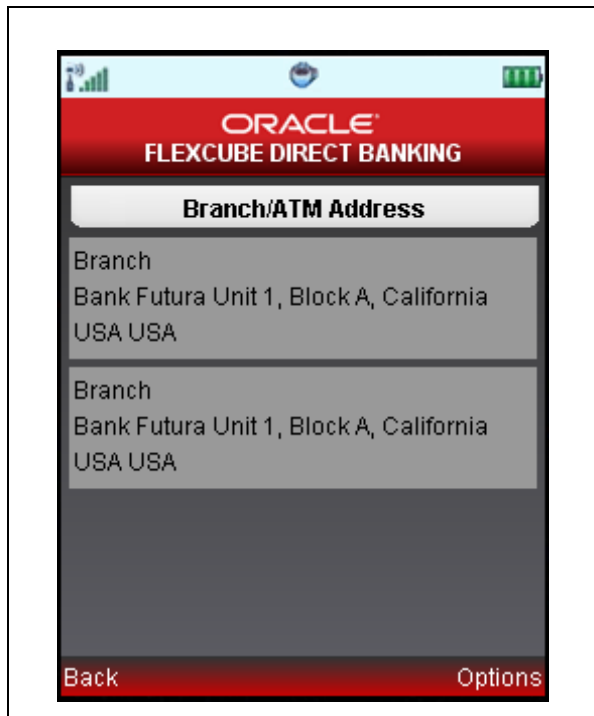 ORACLE
FLEXCUBE DIRECT BANKING
Branch/ATM Address
Branch
Bank Futura Unit 1, Block A, California
USA USA
Branch
Bank Futura Unit 1, Block A, California
USA USA
Back
Options